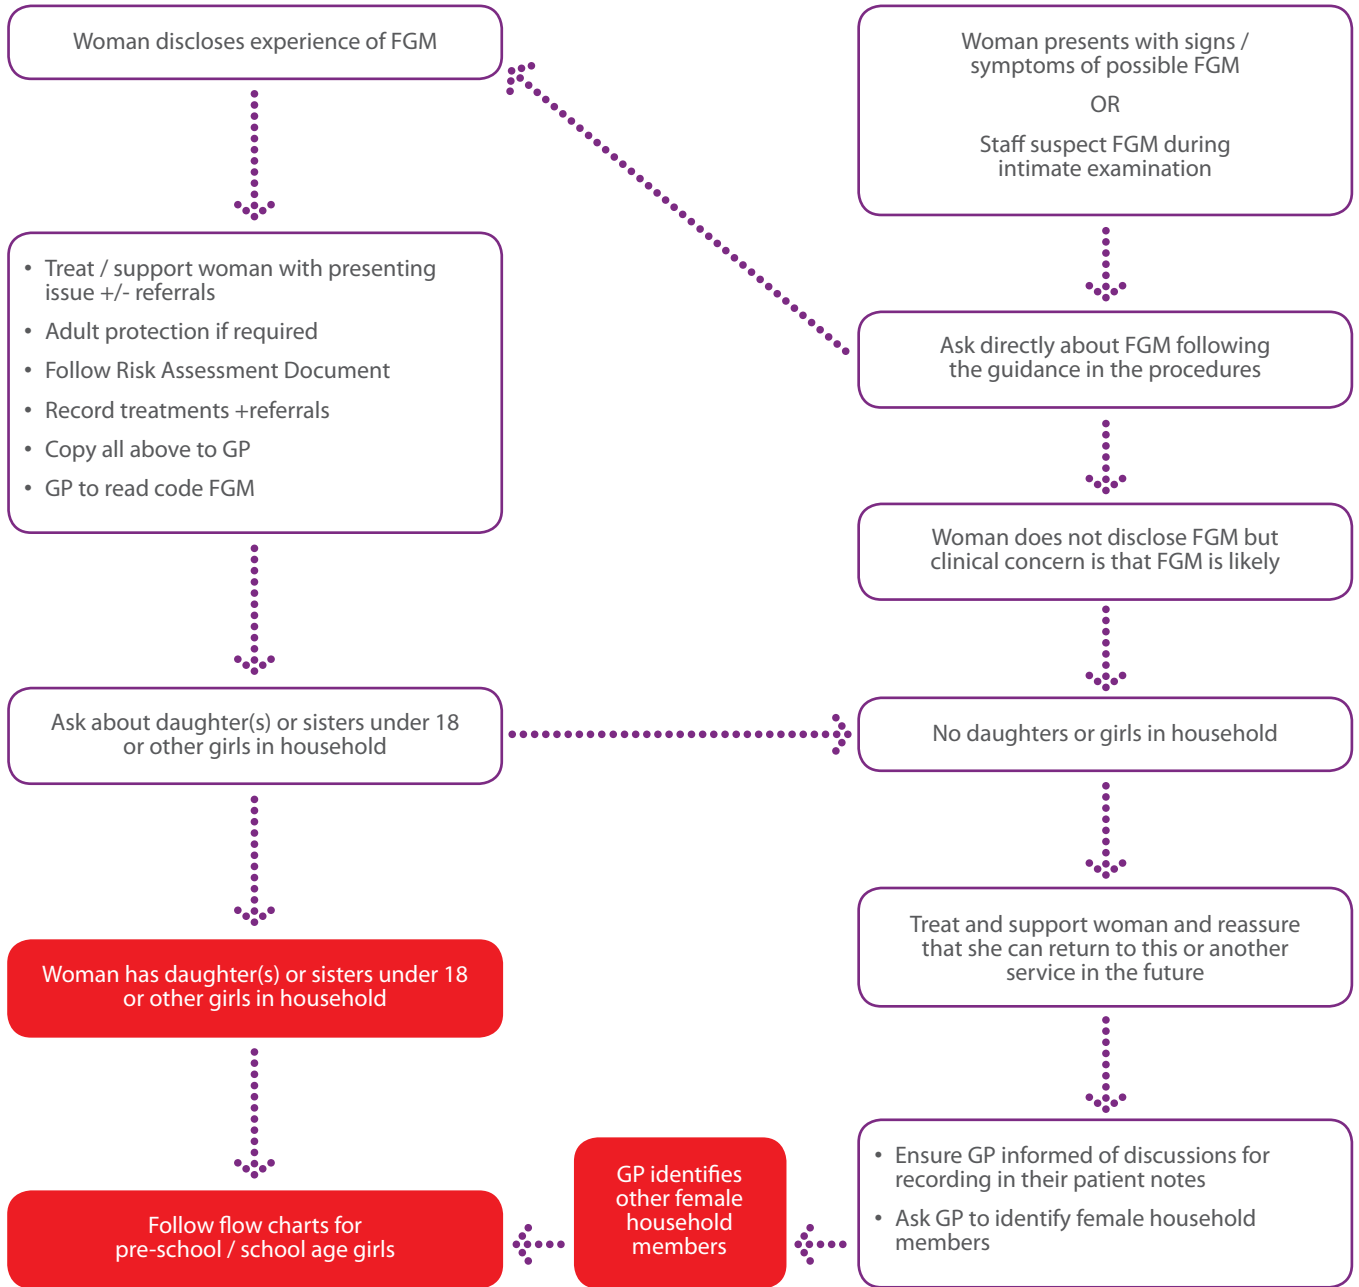 Woman discloses experience of FGM
Woman presents with signs /
symptoms of possible FGM
OR
Staff suspect FGM during
intimate examination
• Treat / support woman with presenting
issue +/- referrals
• Adult protection if required
• Follow Risk Assessment Document
• Record treatments +referrals
• Copy all above to GP
• GP to read code FGM
Ask directly about FGM following
the guidance in the procedures
Woman does not disclose FGM but
clinical concern is that FGM is likely
Ask about daughter(s) or sisters under 18
or other girls in household
No daughters or girls in household
Woman has daughter(s) or sisters under 18
or other girls in household
Treat and support woman and reassure
that she can return to this or another
service in the future
Follow flow charts for
pre-school / school age girls
GP identifies
other female
household
members
• Ensure GP informed of discussions for
recording in their patient notes
• Ask GP to identify female household
members